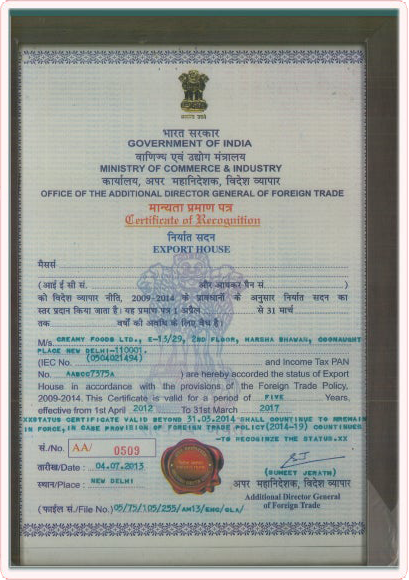 भारत सरकार
GOVERNMENT OF INDIA
वाणिज्य एवं उद्योग मंत्रालय
MINISTRY OF COMMERCE & INDUSTRY
कार्यालय, अपर महानिदेशक, विदेश व्यापार
OFFICE OF THE ADDITIONAL DIRECTOR GENERAL OF FOREIGN TRADE
मान्यता प्रमाण पत्र
Certificate of Recognition
निर्यात सदन
EXPORT HOUSE
मैसर्स
(आई ई सी सं. और आयकर पैन सं. )
को विदेश व्यापार नीति, 2009-2014 के प्रावधानों के अनुसार निर्यात सदन का
स्तर प्रदान किया जाता है। यह प्रमाण पत्र 1 अप्रैल से 31 मार्च
तक वर्षों की अवधि के लिए वैध है।
M/s. CREAMY FOODS LTD., E-13/29, 2ND FLOOR, HARSHA BHAWAN, CONNAUGHT
PLACE NEW DELHI-110001.
(IEC No. (0504021494) and Income Tax PAN
No. AABCC7375A ) are hereby accorded the status of Export
House in accordance with the provisions of the Foreign Trade Policy,
2009-2014. This Certificate is valid for a period of FIVE Years,
effective from 1st April 2012 To 31st March 2017
XXSTATUS CERTIFICATE VALID BEYOND 31.03.2014 SHALL COUNTINUE TO
IN FORCE, IN CASE PROVISION OF FOREIGN TRADE POLICY(2014-19) COUNTINUES
-TO RECOGNIZE THE STATUS.XX
सं./No. AA/ 0509
तारीख/Date : 04.07.2013
स्थान/Place : NEW DELHI
(SUMEET JERATH)
अपर महानिदेशक, विदेश व्यापार
Additional Director General
of Foreign Trade
(फाईल सं./File No.) 05/75/105/255/AM13/EHG/GLA/